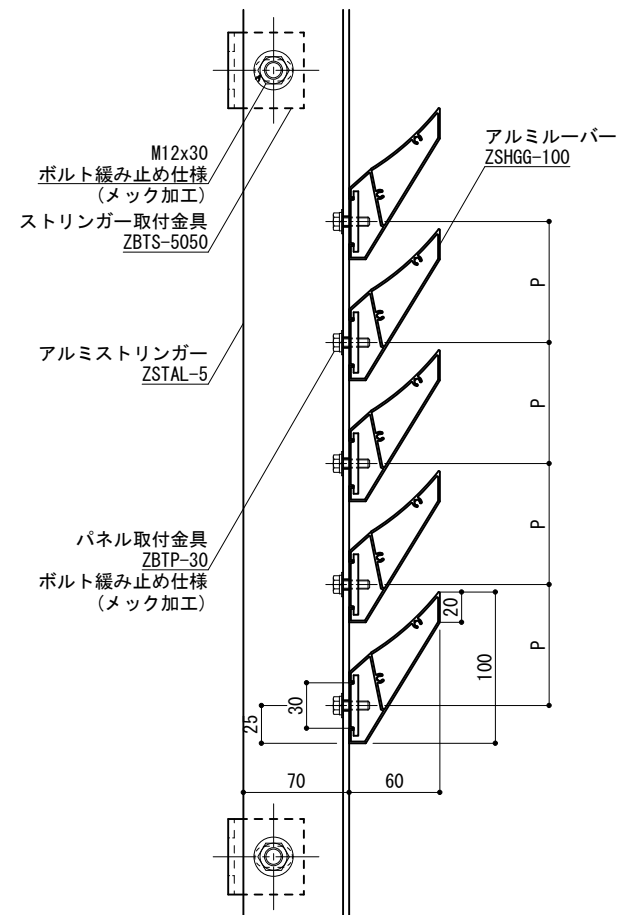 M12x30
ボルト緩み止め仕様
(メック加工)
ストリンガー取付金具
ZBTS-5050
アルミルーバー
ZSHGG-100
アルミストリンガー
ZSTAL-5
パネル取付金具
ZBTP-30
ボルト緩み止め仕様
(メック加工)
P
P
P
P
20
100
30
25
70
60